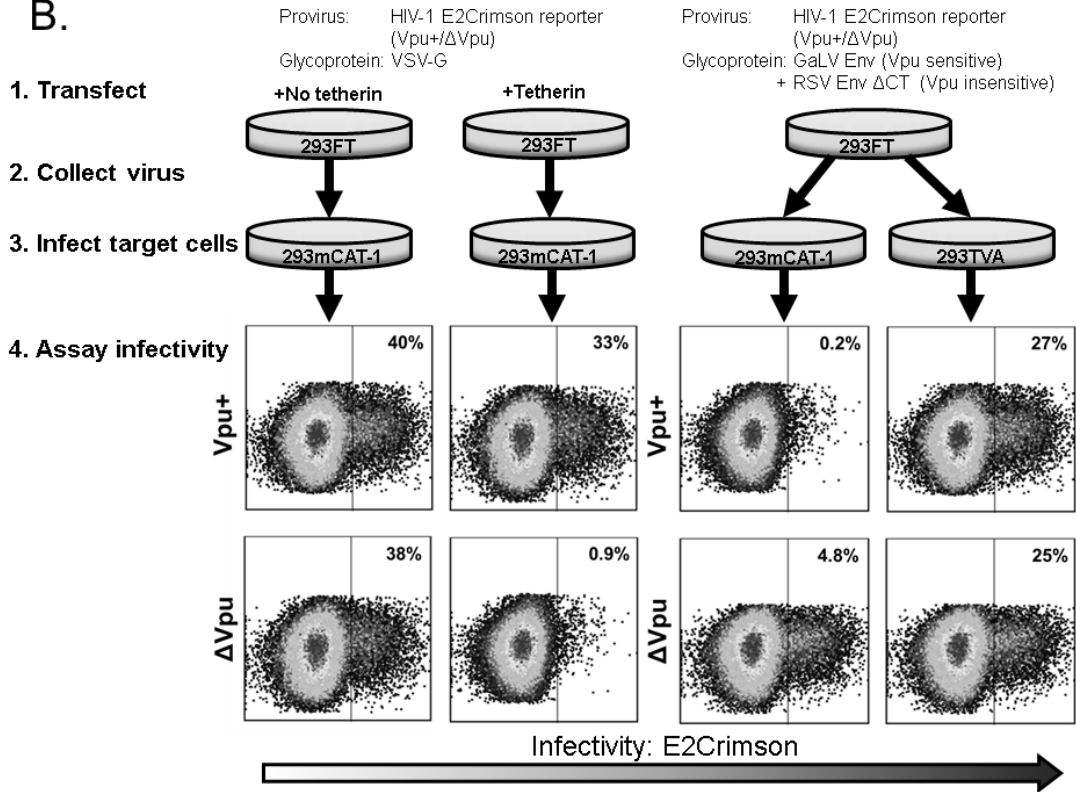 B.
Provirus: HIV-1 E2Crimson reporter
(Vpu+/ΔVpu)
Glycoprotein: VSV-G
Provirus: HIV-1 E2Crimson reporter
(Vpu+/ΔVpu)
Glycoprotein: GaLV Env (Vpu sensitive)
+ RSV Env ΔCT (Vpu insensitive)
1. Transfect
+No tetherin
+Tetherin
293FT
293FT
293FT
2. Collect virus
3. Infect target cells
293mCAT-1
293mCAT-1
293mCAT-1
293TVA
4. Assay infectivity
Vpu+
40%
33%
Vpu+
0.2%
27%
ΔVpu
38%
0.9%
ΔVpu
4.8%
25%
Infectivity: E2Crimson